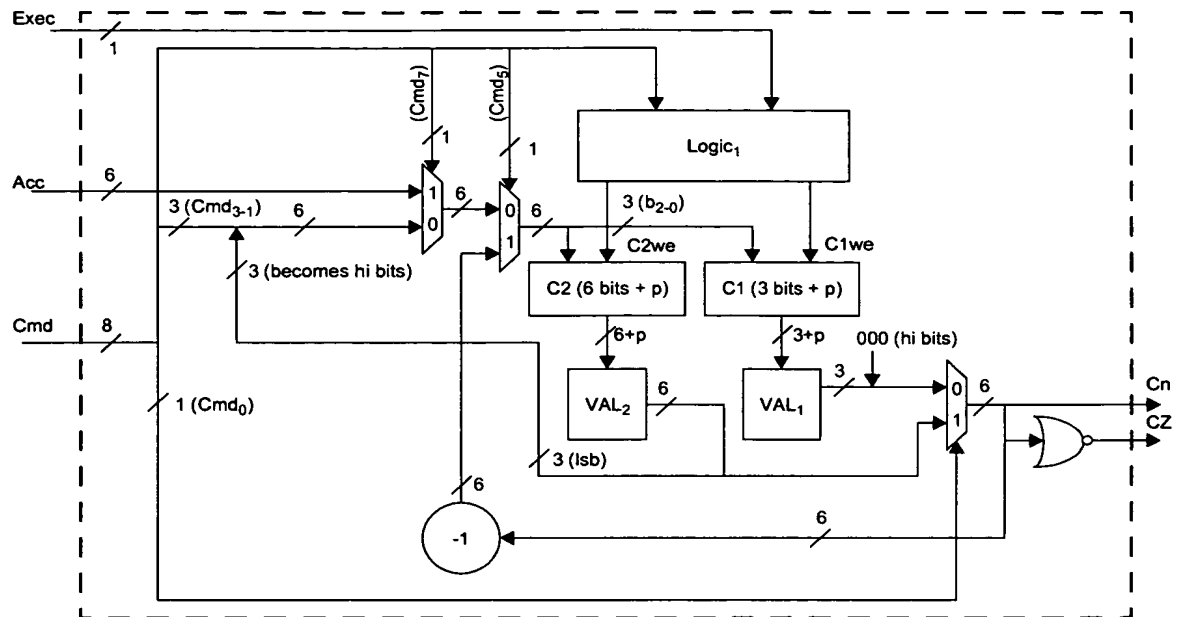 Exec
1
(Cmd7)
(Cmd5)
1
1
Logic1
Acc
6
1
0
6
0
1
6
3 (b2-0)
3 (Cmd3-1)
6
C2we
C1we
3 (becomes hi bits)
C2 (6 bits + p)
C1 (3 bits + p)
Cmd
8
6+p
3+p
000 (hi bits)
1 (Cmd0)
VAL2
6
VAL1
3
0
1
6
Cn
CZ
3 (lsb)
6
-1
6